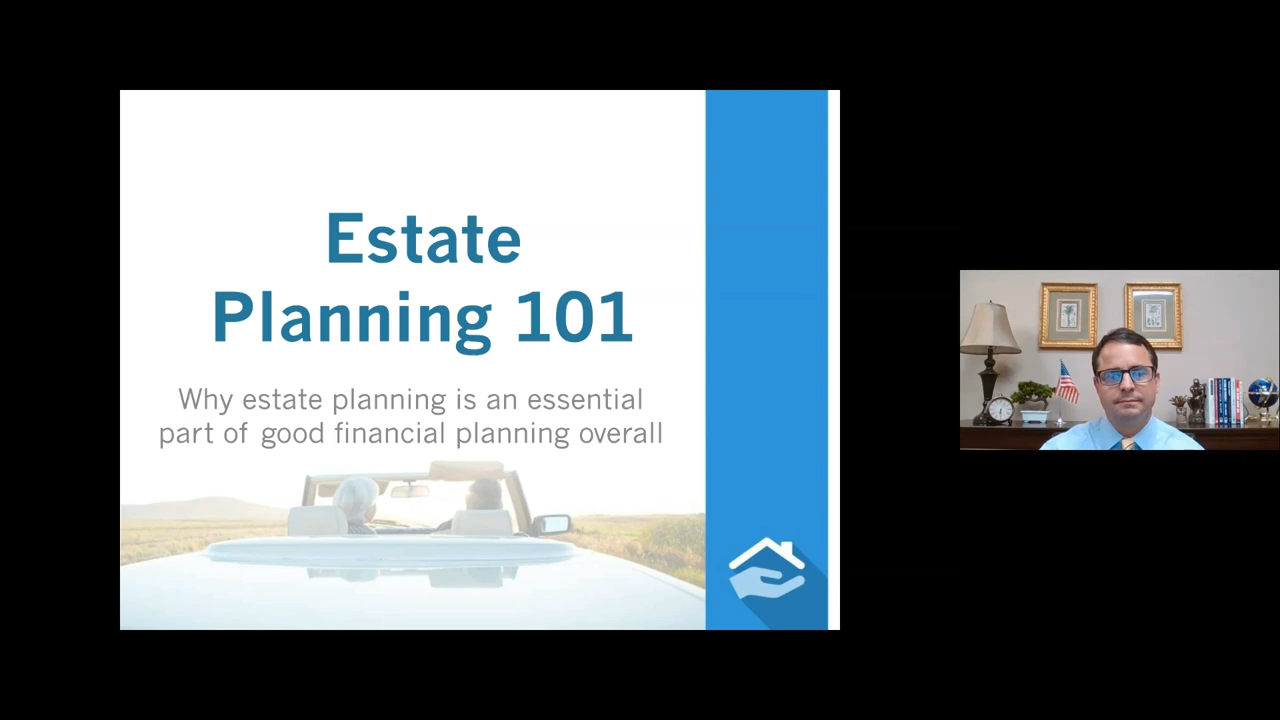 Estate
Planning 101
Why estate planning is an essential
part of good financial planning overall